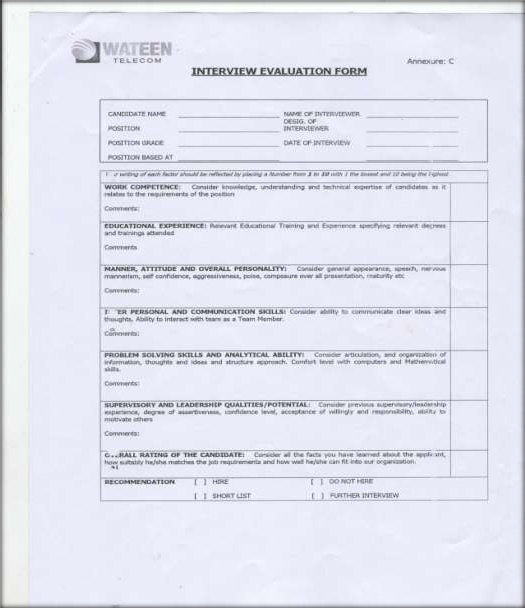 WATEEN
TELECOM
Annexure: C
INTERVIEW EVALUATION FORM
CANDIDATE NAME NAME OF INTERVIEWER
POSITION DESIG. OF INTERVIEWER
POSITION GRADE DATE OF INTERVIEW
POSITION BASED AT
writing of each factor should be reflected by placing a Number from 1 to 10 with 1 the lowest and 10 being the highest
WORK COMPETENCE: Consider knowledge, understanding and technical expertise of candidates as it
relates to the requirements of the position
Comments:
EDUCATIONAL EXPERIENCE: Relevant Educational Training and Experience specifying relevant degrees
and trainings attended
Comments
MANNER, ATTITUDE AND OVERALL PERSONALITY: Consider general appearance, speech, nervous
mannerism, self confidence, aggressiveness, poise, composure over all presentation, maturity etc
Comments:
PERSONAL AND COMMUNICATION SKILLS: Consider ability to communicate clear ideas and
thoughts, Ability to interact with team as a Team Member.
Comments:
PROBLEM SOLVING SKILLS AND ANALYTICAL ABILITY: Consider articulation, and organization of
information, thoughts and ideas and structure approach. Comfort level with computers and Mathematical
skills.
Comments:
SUPERVISORY AND LEADERSHIP QUALITIES/POTENTIAL: Consider previous supervisory/leadership
experience, degree of assertiveness, confidence level, acceptance of willingly and responsibility, ability to
motivate others
Comments:
OVERALL RATING OF THE CANDIDATE: Consider all the facts you have learned about the applicant,
how suitably he/she matches the job requirements and how well he/she can fit into our organization.
RECOMMENDATION [ ] HIRE [ ] DO NOT HIRE
[ ] SHORT LIST [ ] FURTHER INTERVIEW